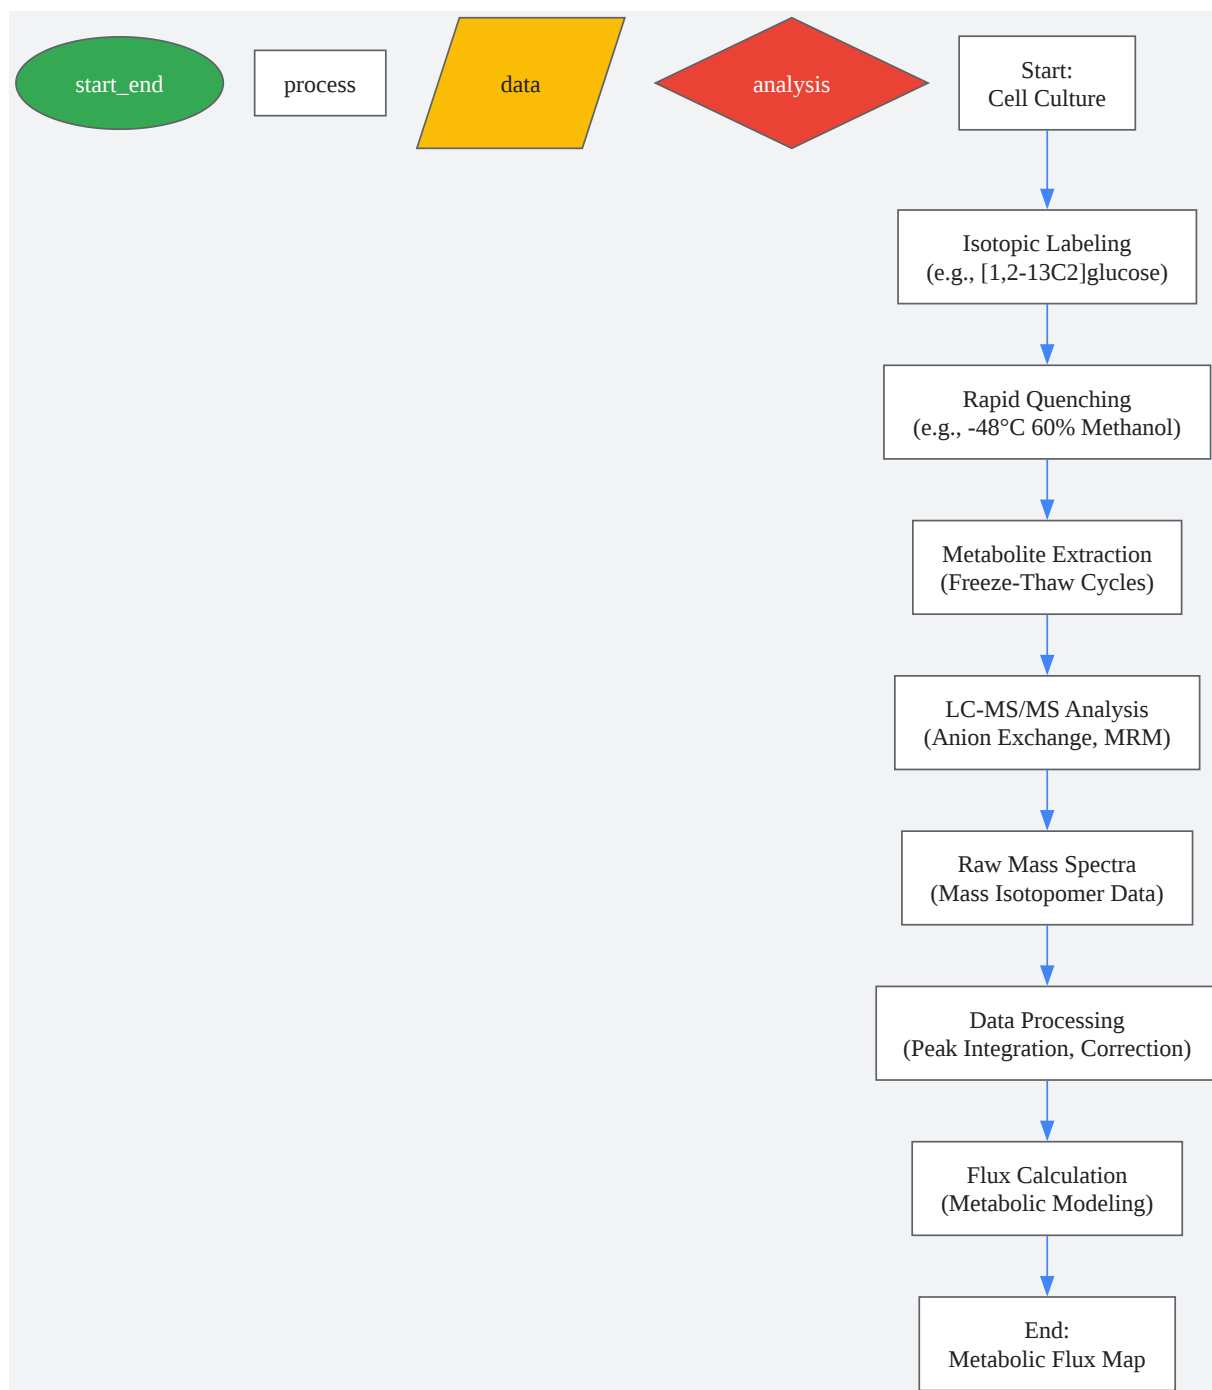 start_end
process
data
analysis
Start:
Cell Culture
Isotopic Labeling
(e.g., [1,2-13C2]glucose)
Rapid Quenching
(e.g., -48°C 60% Methanol)
Metabolite Extraction
(Freeze-Thaw Cycles)
LC-MS/MS Analysis
(Anion Exchange, MRM)
Raw Mass Spectra
(Mass Isotopomer Data)
Data Processing
(Peak Integration, Correction)
Flux Calculation
(Metabolic Modeling)
End:
Metabolic Flux Map